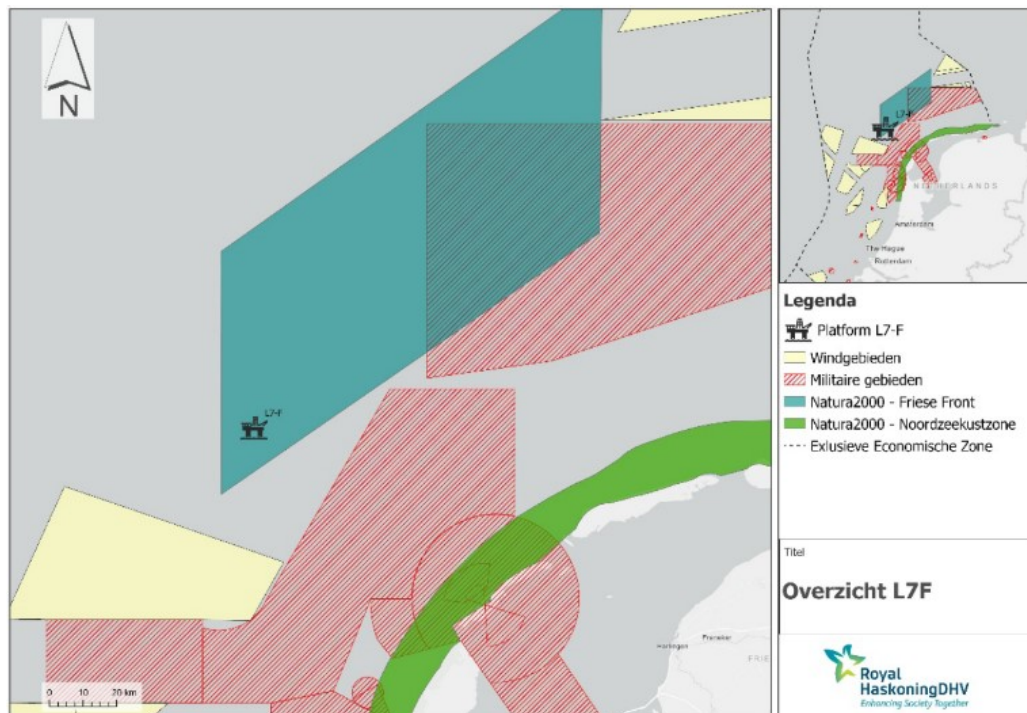 N
L7-F
Harlingen
Franeker
0 10 20 km
L7-F
NETHERLANDS
Amsterdam
The Hague
Rotterdam
Legenda
Platform L7-F
Windgebieden
Militaire gebieden
Natura2000 - Friese Front
Natura2000 - Noordzeekustzone
Exlusieve Economische Zone
Titel
Overzicht L7F
Royal
HaskoningDHV
Enhancing Society Together